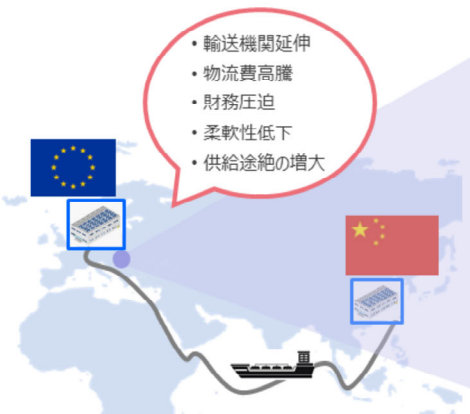 ・輸送機関延伸
・物流費高騰
・財務圧迫
・柔軟性低下
・供給途絶の増大